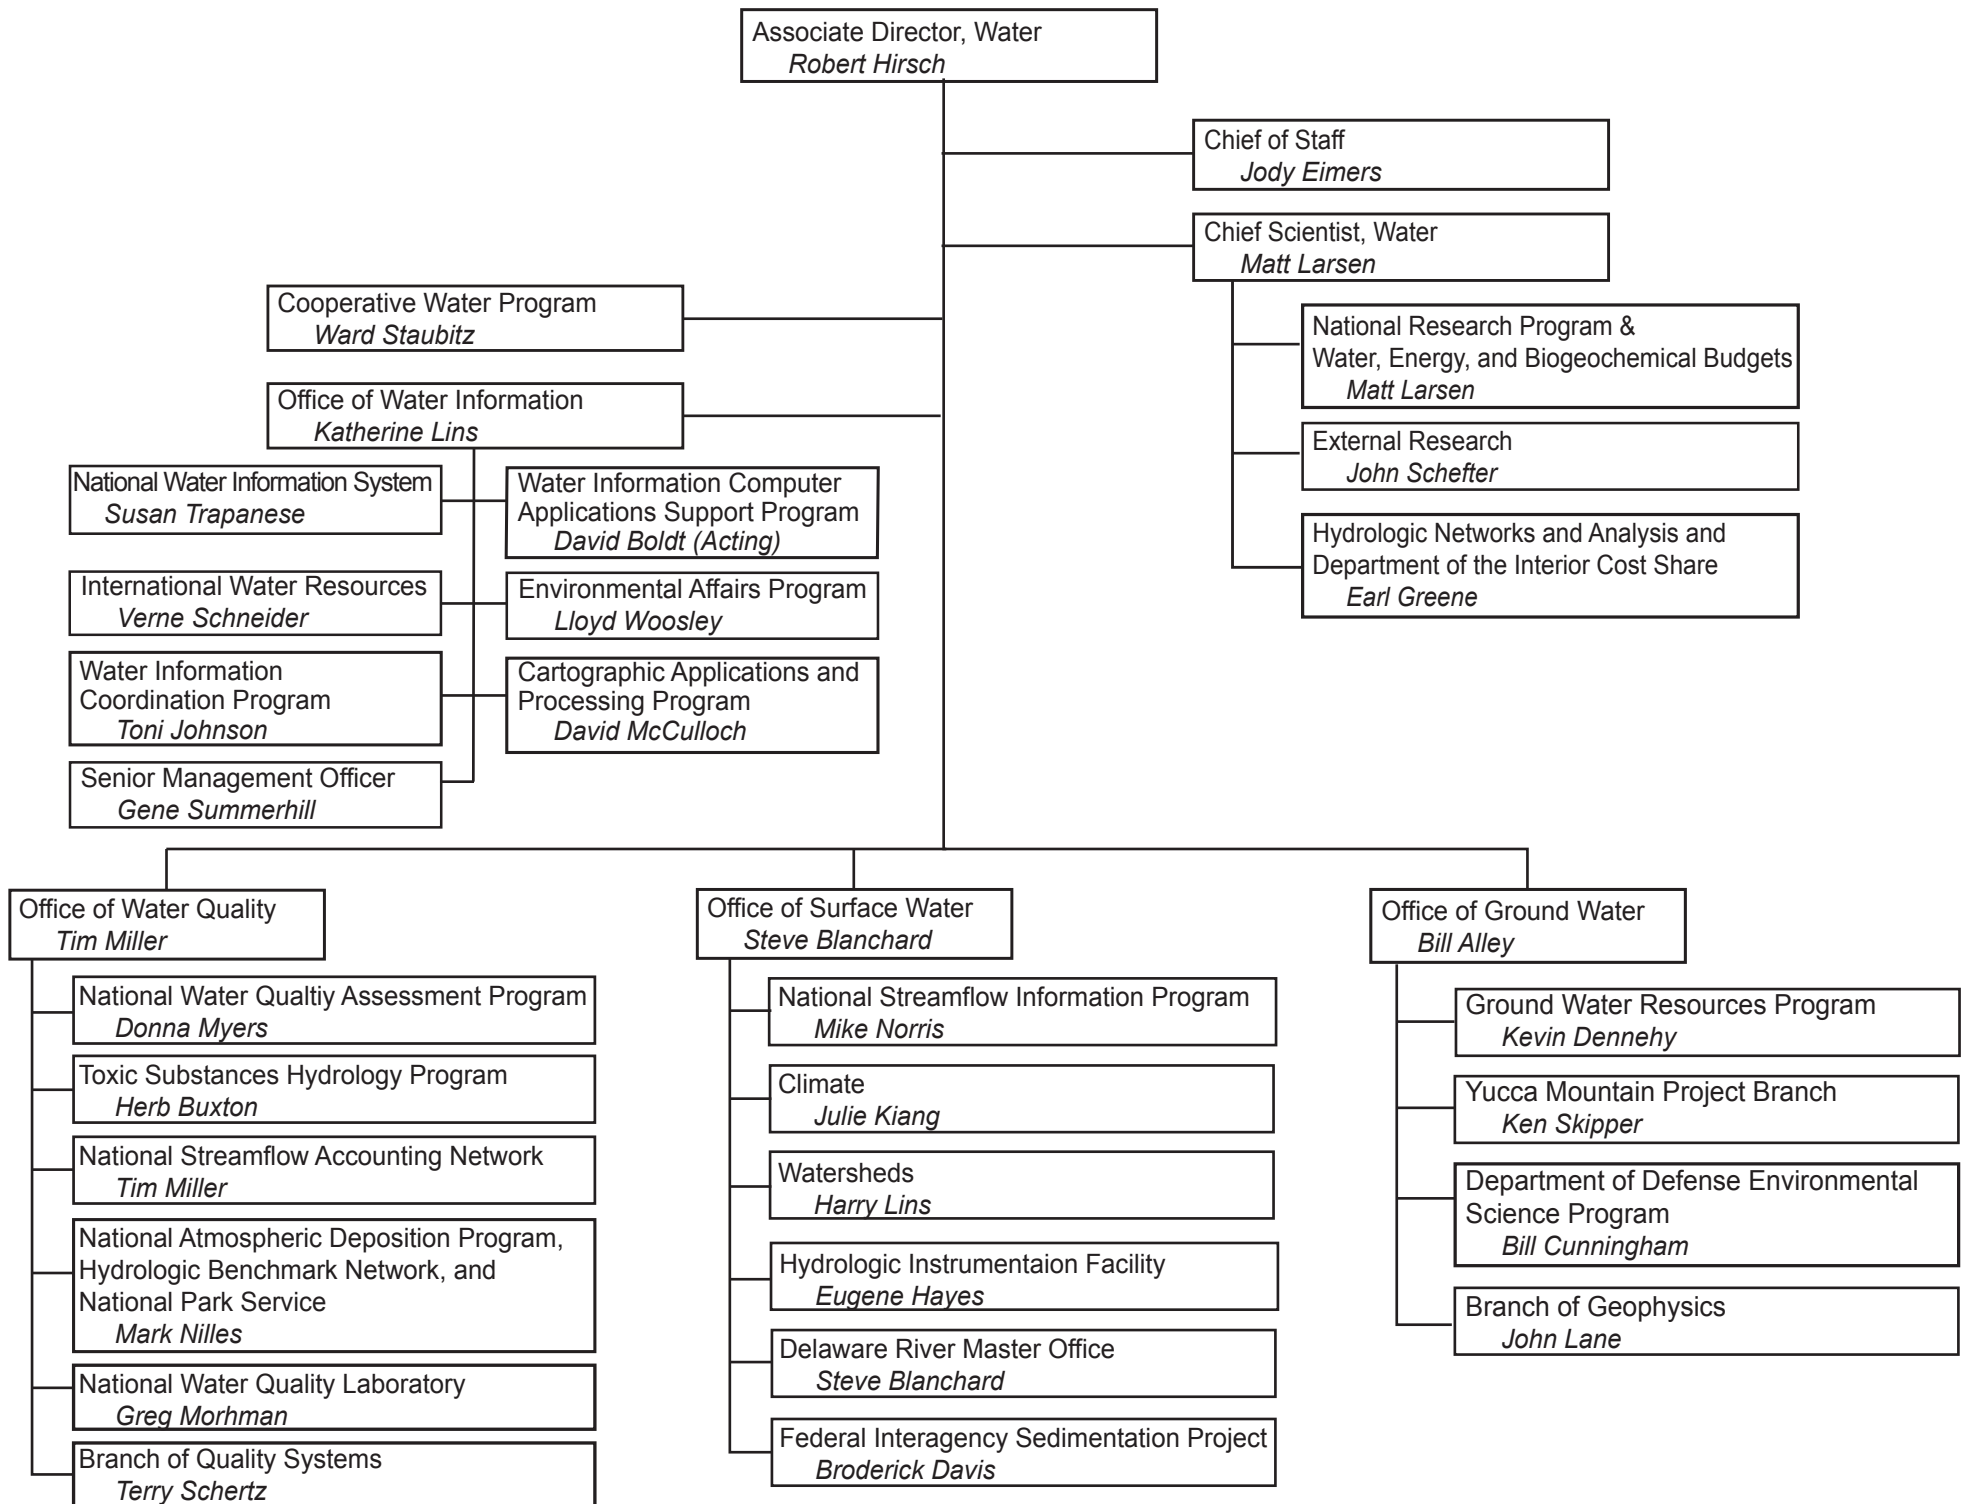 Associate Director, Water
Robert Hirsch
Chief of Staff
Jody Eimers
Chief Scientist, Water
Matt Larsen
National Research Program &
Water, Energy, and Biogeochemical Budgets
Matt Larsen
External Research
John Schefter
Hydrologic Networks and Analysis and
Department of the Interior Cost Share
Earl Greene
Cooperative Water Program
Ward Staubitz
Office of Water Information
Katherine Lins
National Water Information System
Susan Trapanese
Water Information Computer
Applications Support Program
David Boldt (Acting)
International Water Resources
Verne Schneider
Environmental Affairs Program
Lloyd Woosley
Water Information
Coordination Program
Toni Johnson
Cartographic Applications and
Processing Program
David McCulloch
Senior Management Officer
Gene Summerhill
Office of Water Quality
Tim Miller
National Water Qualtiy Assessment Program
Donna Myers
Toxic Substances Hydrology Program
Herb Buxton
National Streamflow Accounting Network
Tim Miller
National Atmospheric Deposition Program,
Hydrologic Benchmark Network, and
National Park Service
Mark Nilles
National Water Quality Laboratory
Greg Morhman
Branch of Quality Systems
Terry Schertz
Office of Surface Water
Steve Blanchard
National Streamflow Information Program
Mike Norris
Climate
Julie Kiang
Watersheds
Harry Lins
Hydrologic Instrumentaion Facility
Eugene Hayes
Delaware River Master Office
Steve Blanchard
Federal Interagency Sedimentation Project
Broderick Davis
Office of Ground Water
Bill Alley
Ground Water Resources Program
Kevin Dennehy
Yucca Mountain Project Branch
Ken Skipper
Department of Defense Environmental
Science Program
Bill Cunningham
Branch of Geophysics
John Lane